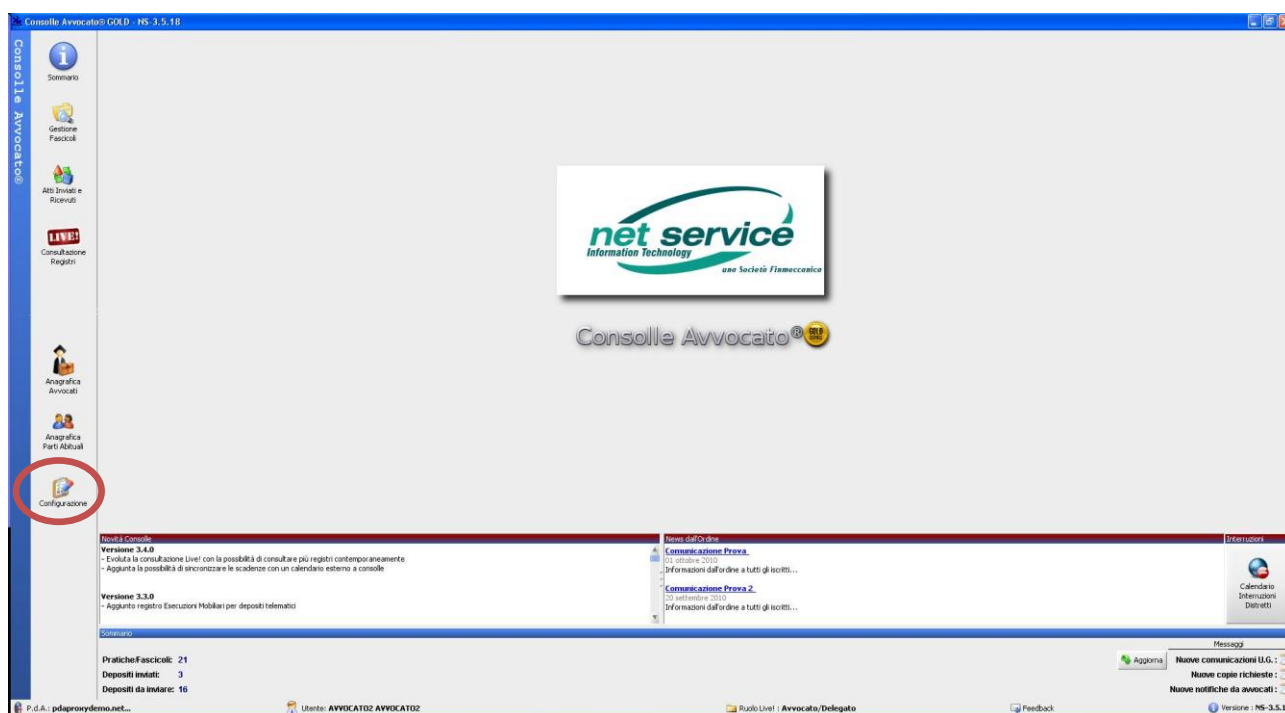 Consolle Avvocato® GOLD - NS-3.5.18
Consolle Avvocato®
Sommario
Gestione
Fascicoli
Atti Inviati e
Ricevuti
LIVE!
Consultazione
Registri
Anagrafica
Avvocati
Anagrafica
Parti Abituali
Configurazione
net service
Information Technology
una Società Finmeccanica
Consolle Avvocato®
GOLD
Novità Consolle
Versione 3.4.0
- Evoluta la consultazione Live! con la possibilità di consultare più registri contemporaneamente
- Aggiunta la possibilità di sincronizzare le scadenze con un calendario esterno a consolle
Versione 3.3.0
- Aggiunto registro Esecuzioni Mobiliari per depositi telematici
News dall'Ordine
Comunicazione Prova
01 ottobre 2010
Informazioni dall'ordine a tutti gli iscritti...
Comunicazione Prova 2
20 settembre 2010
Informazioni dall'ordine a tutti gli iscritti...
Interruzioni
Calendario
Interruzioni
Distretti
Sommario
Pratiche/Fascicoli: 21
Depositi inviati: 3
Depositi da inviare: 16
Messaggi
Aggiorna
Nuove comunicazioni U.G. :
Nuove copie richieste :
Nuove notifiche da avvocati :
P.d.A.: pdaproxydemo.net...
Utente: AVVOCATO2 AVVOCATO2
Ruolo Live! : Avvocato/Delegato
Feedback
Versione : NS-3.5.1